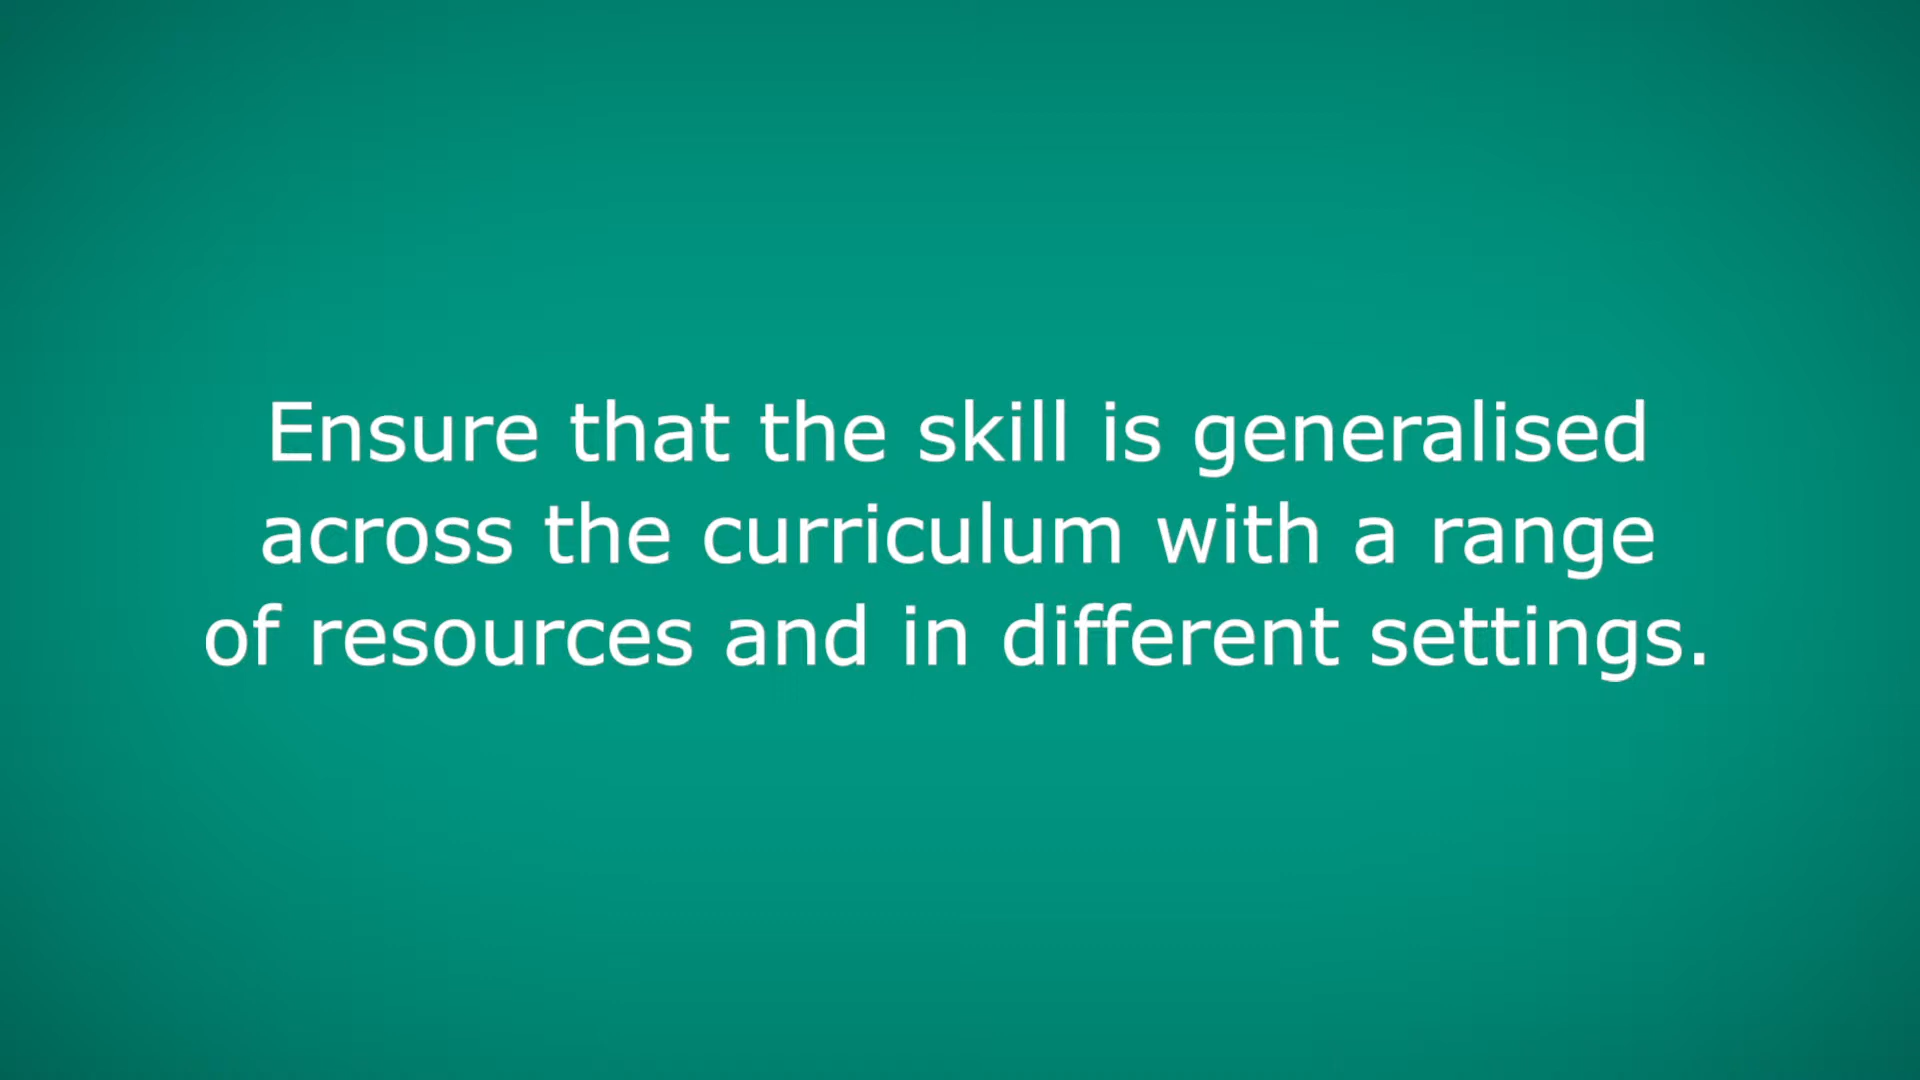 Ensure that the skill is generalised
across the curriculum with a range
of resources and in different settings.